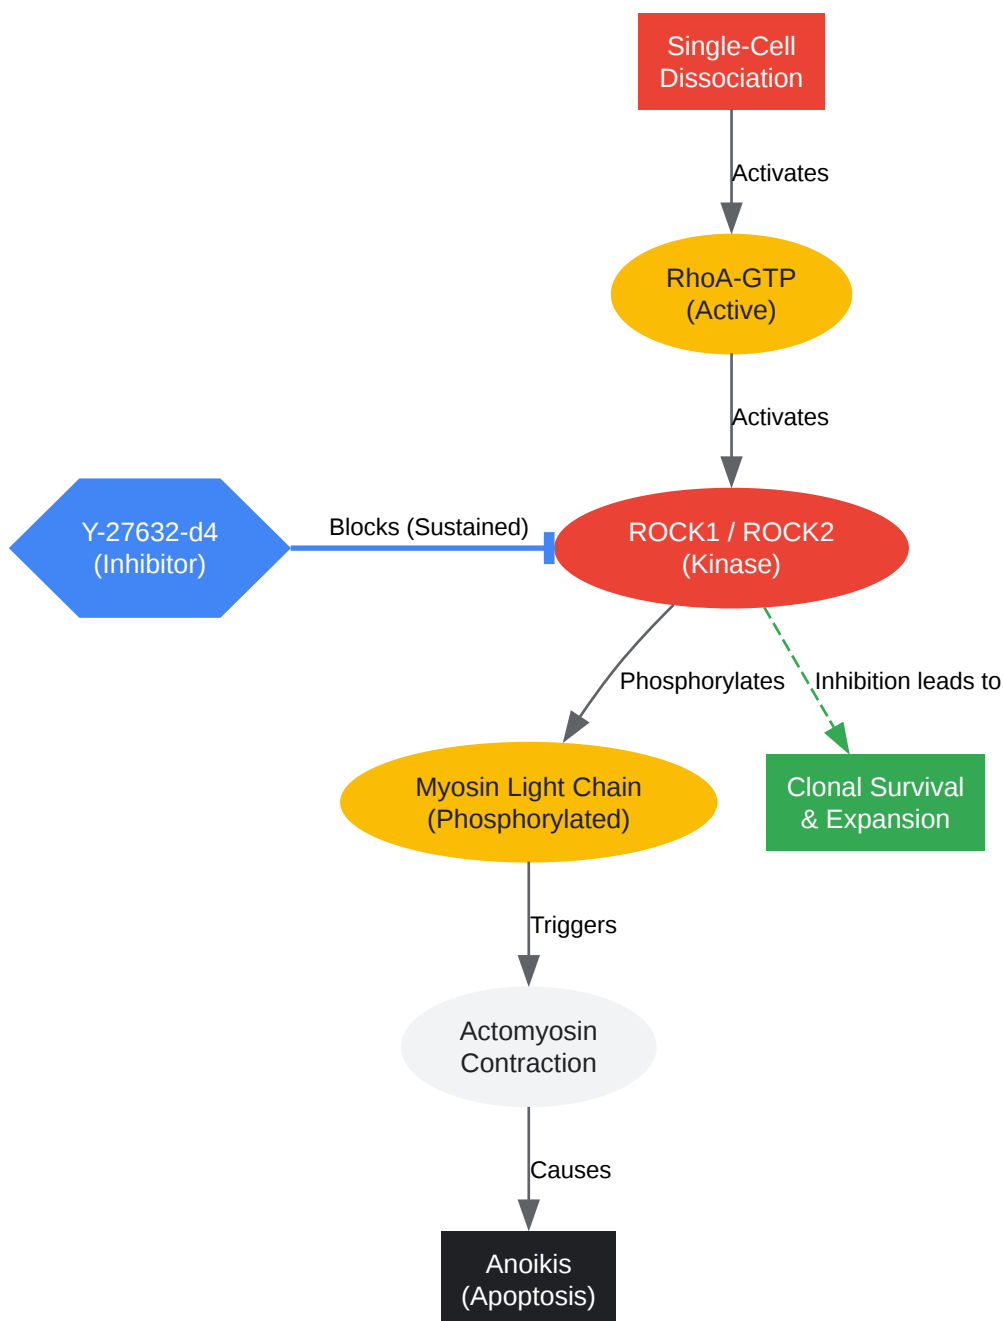 Single-Cell
Dissociation
Activates
RhoA-GTP
(Active)
Activates
Y-27632-d4
(Inhibitor)
Blocks (Sustained)
ROCK1 / ROCK2
(Kinase)
Phosphorylates
Inhibition leads to
Myosin Light Chain
(Phosphorylated)
Clonal Survival
& Expansion
Triggers
Actomyosin
Contraction
Causes
Anoikis
(Apoptosis)